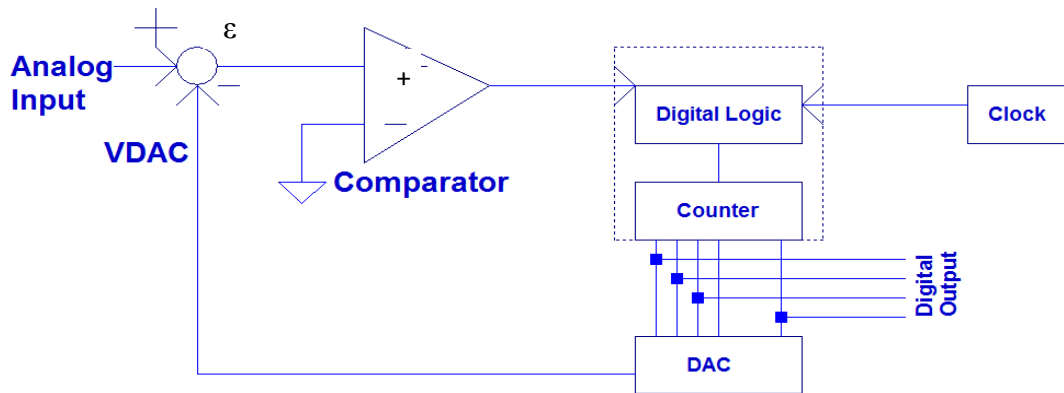 ε
Analog
Input
+
−
+
−
VDAC
Comparator
Digital Logic
Clock
Counter
Digital
Output
DAC